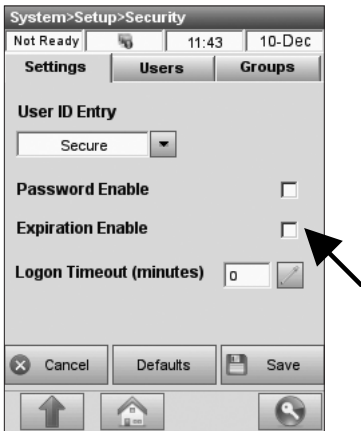 System>Setup>Security
Not Ready 11:43 10-Dec
Settings Users Groups
User ID Entry
Secure
Password Enable
Expiration Enable
Logon Timeout (minutes) 0
Cancel Defaults Save